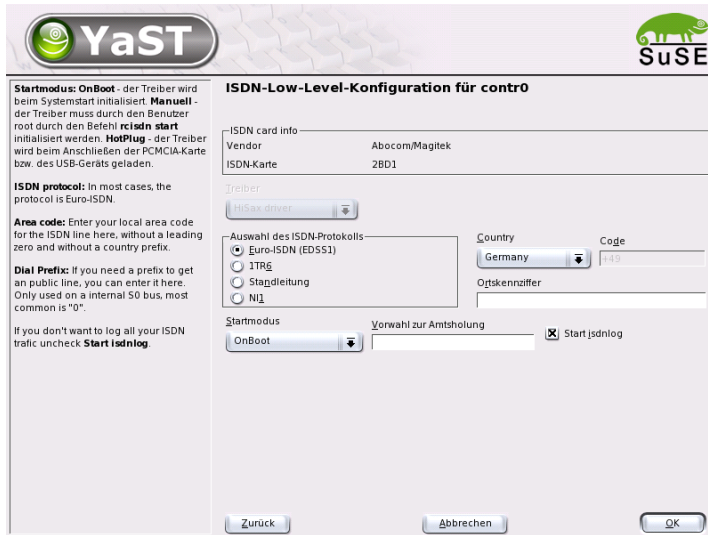 YaST
SuSE
Startmodus: OnBoot - der Treiber wird
beim Systemstart initialisiert. Manuell -
der Treiber muss durch den Benutzer
root durch den Befehl rcisdn start
initialisiert werden. HotPlug - der Treiber
wird beim Anschließen der PCMCIA-Karte
bzw. des USB-Geräts geladen.
ISDN protocol: In most cases, the
protocol is Euro-ISDN.
Area code: Enter your local area code
for the ISDN line here, without a leading
zero and without a country prefix.
Dial Prefix: If you need a prefix to get
an public line, you can enter it here.
Only used on a internal S0 bus, most
common is "0".
If you don't want to log all your ISDN
trafic uncheck Start isdnlog.
ISDN-Low-Level-Konfiguration für contr0
ISDN card info
Vendor Abocom/Magitek
ISDN-Karte 2BD1
Treiber
HiSax driver
Auswahl des ISDN-Protokolls
Euro-ISDN (EDSS1)
1TR6
Standleitung
NI1
Country
Germany
Code
+49
Ortskennziffer
Startmodus
OnBoot
Vorwahl zur Amtsholung
Start isdnlog
Zurück
Abbrechen
OK